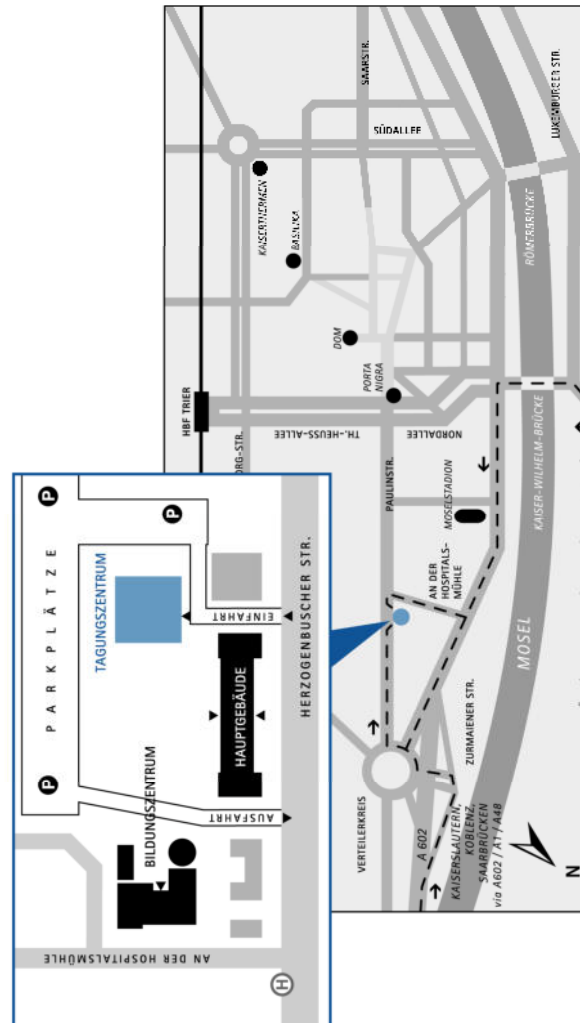 P A R K P L Ä T Z E
P
P
P
TAGUNGSZENTRUM
EINFAHRT
HAUPTGEBÄUDE
AUSFAHRT
BILDUNGSZENTRUM
HERZOGENBUSCHER STR.
AN DER HOSPITALSMÜHLE
H
HBF TRIER
ORG-STR.
TH.-HEUSS-ALLEE
NORDALLEE
KAISERTHERMEN
BASILIKA
DOM
PORTA
NIGRA
SAARSTR.
SÜDALLEE
LUXEMBURGER STR.
RÖMERBRÜCKE
KAISER-WILHELM-BRÜCKE
PAULINSTR.
MOSELSTADION
AN DER
HOSPITALS-
MÜHLE
MOSEL
ZURMAIENER STR.
VERTEILERKREIS
A 602
KAISERSLAUTERN,
KOBLENZ,
SAARBRÜCKEN
via A602 / A1 / A48
N